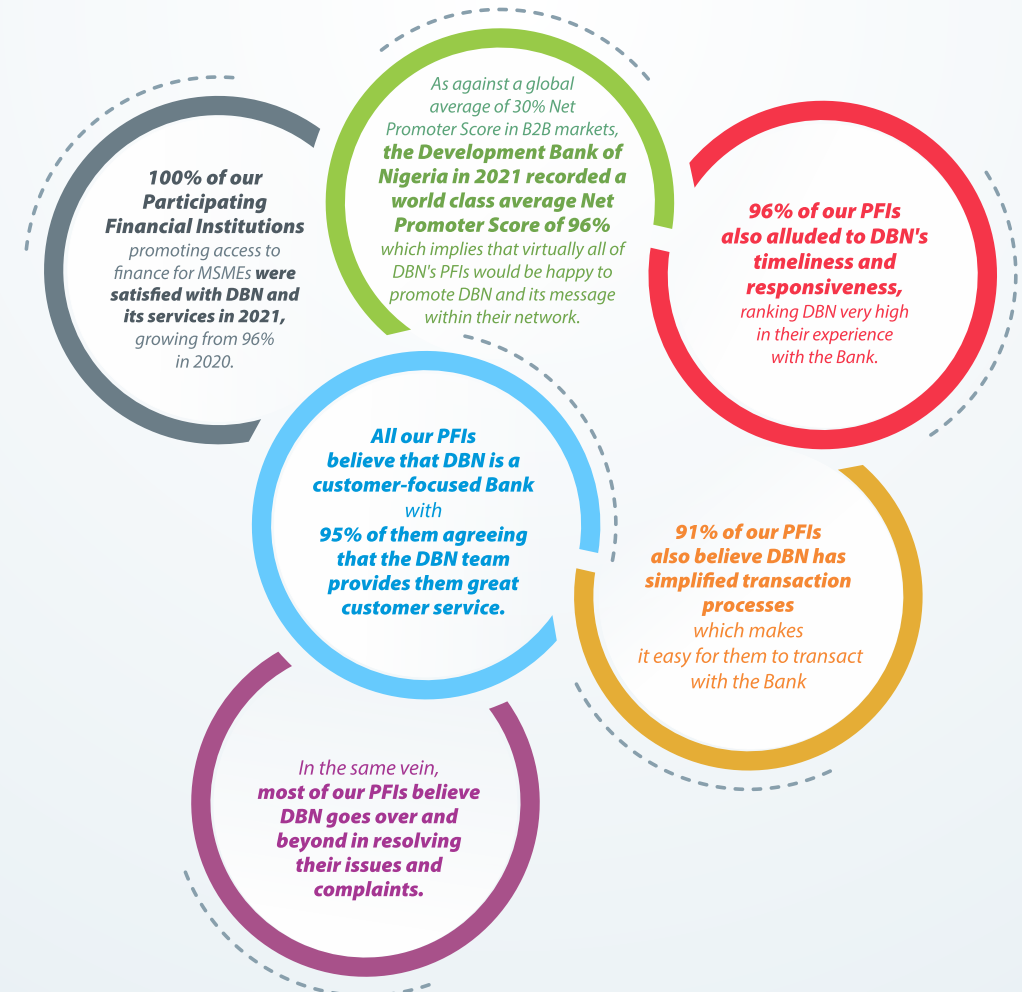 100% of our
Participating
Financial Institutions
promoting access to
finance for MSMEs were
satisfied with DBN and
its services in 2021,
growing from 96%
in 2020.
As against a global
average of 30% Net
Promoter Score in B2B markets,
the Development Bank of
Nigeria in 2021 recorded a
world class average Net
Promoter Score of 96%
which implies that virtually all of
DBN's PFIs would be happy to
promote DBN and its message
within their network.
96% of our PFIs
also alluded to DBN's
timeliness and
responsiveness,
ranking DBN very high
in their experience
with the Bank.
All our PFIs
believe that DBN is a
customer-focused Bank
with
95% of them agreeing
that the DBN team
provides them great
customer service.
91% of our PFIs
also believe DBN has
simplified transaction
processes
which makes
it easy for them to transact
with the Bank
In the same vein,
most of our PFIs believe
DBN goes over and
beyond in resolving
their issues and
complaints.